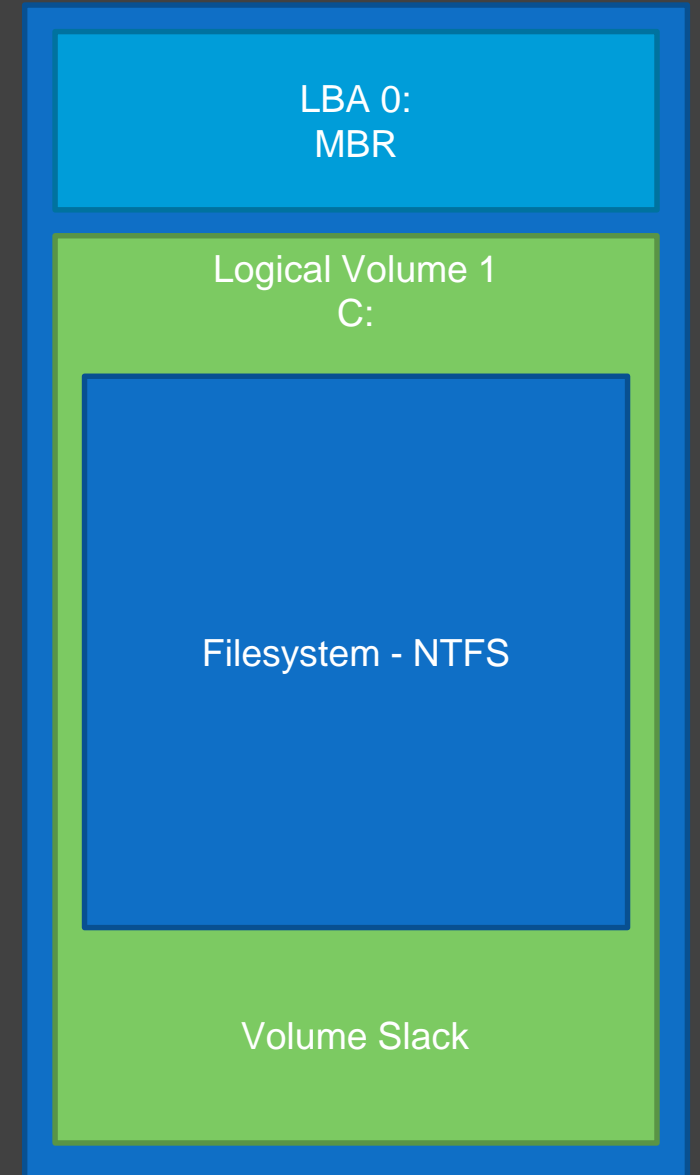 LBA 0:
MBR
Logical Volume 1
C:
Filesystem - NTFS
Volume Slack